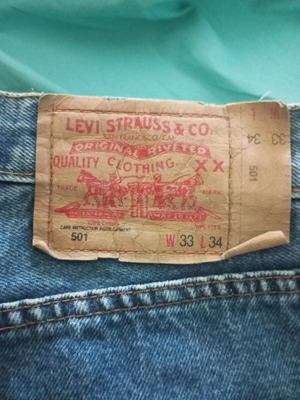 LEVI STRAUSS & CO.
SAN FRANCISCO, CAL.
ORIGINAL RIVETED
QUALITY CLOTHING XX
TRADE MARK
CARE INSTRUCTION INSIDE GARMENT
501 W 33 L 34
33
34
501